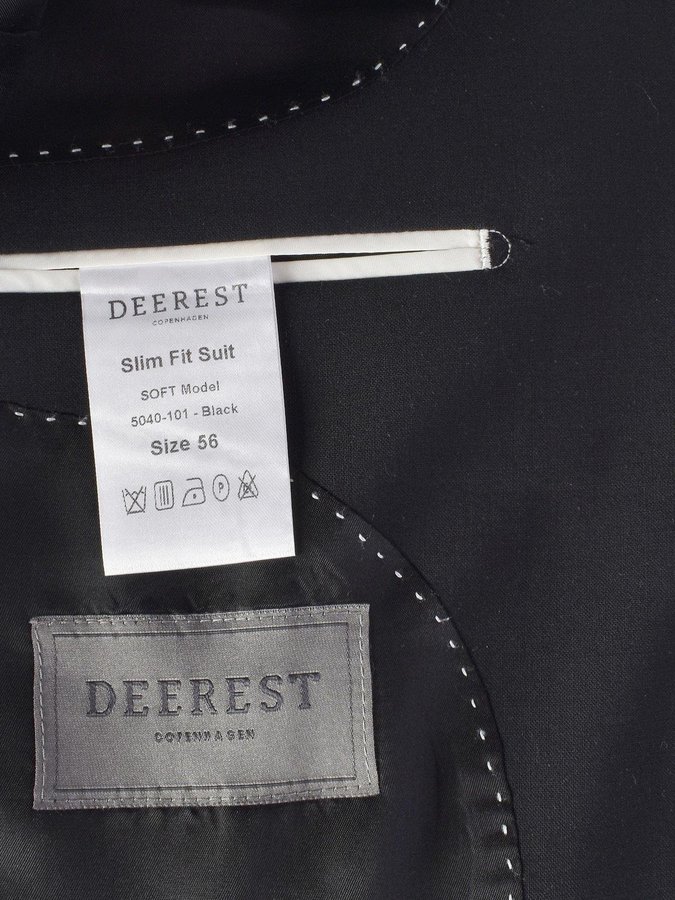 DEEREST
COPENHAGEN
Slim Fit Suit
SOFT Model
5040-101 - Black
Size 56
P
DEEREST
COPENHAGEN